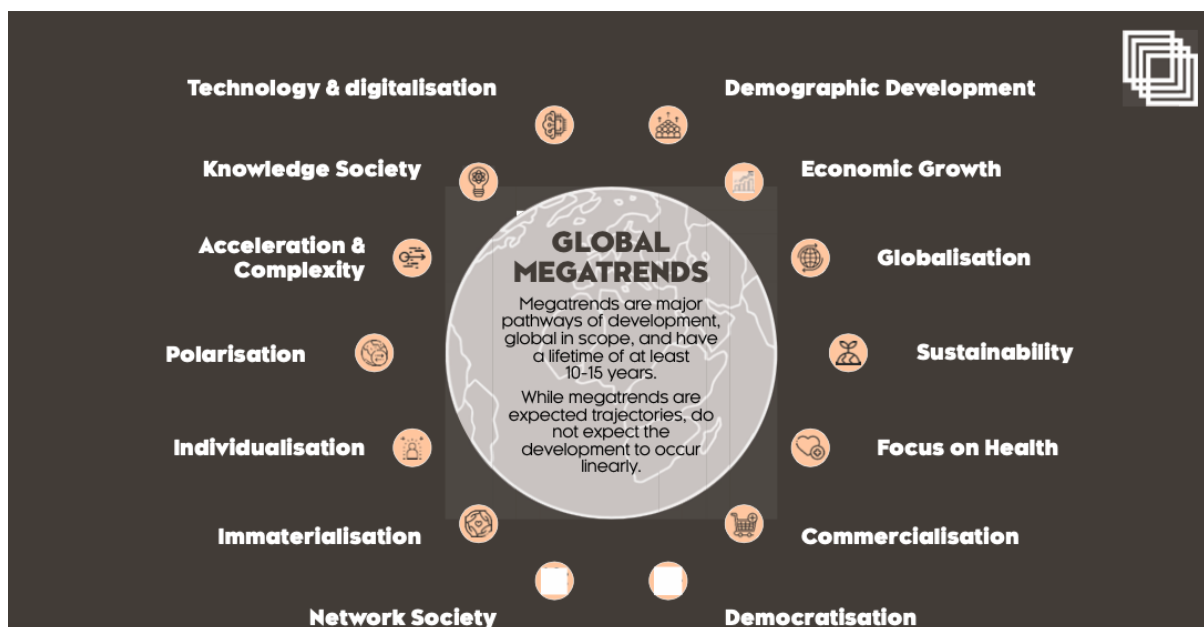 Technology & digitalisation
Demographic Development
Knowledge Society
Economic Growth
Acceleration &
Complexity
Globalisation
Polarisation
Sustainability
Individualisation
Focus on Health
Immaterialisation
Commercialisation
Network Society
Democratisation
GLOBAL
MEGATRENDS
Megatrends are major
pathways of development,
global in scope, and have
a lifetime of at least
10-15 years.
While megatrends are
expected trajectories, do
not expect the
development to occur
linearly.